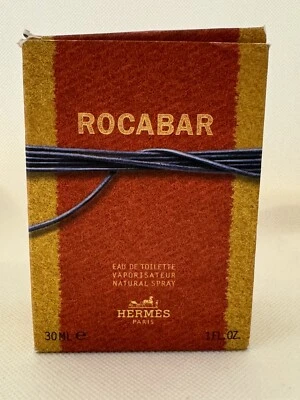 ROCABAR
EAU DE TOILETTE
VAPORISATEUR
NATURAL SPRAY
HERMÈS
PARIS
30 ML ℮ 1 FL.OZ.